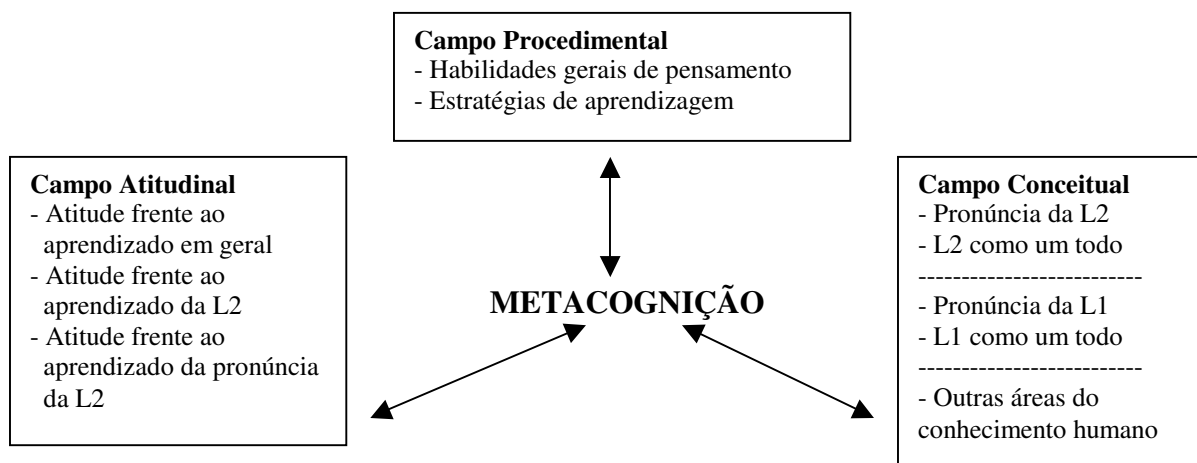 Campo Procedimental
- Habilidades gerais de pensamento
- Estratégias de aprendizagem
Campo Atitudinal
- Atitude frente ao
aprendizado em geral
- Atitude frente ao
aprendizado da L2
- Atitude frente ao
aprendizado da pronúncia
da L2
METACOGNIÇÃO
Campo Conceitual
- Pronúncia da L2
- L2 como um todo
--------------------------
- Pronúncia da L1
- L1 como um todo
--------------------------
- Outras áreas do
conhecimento humano